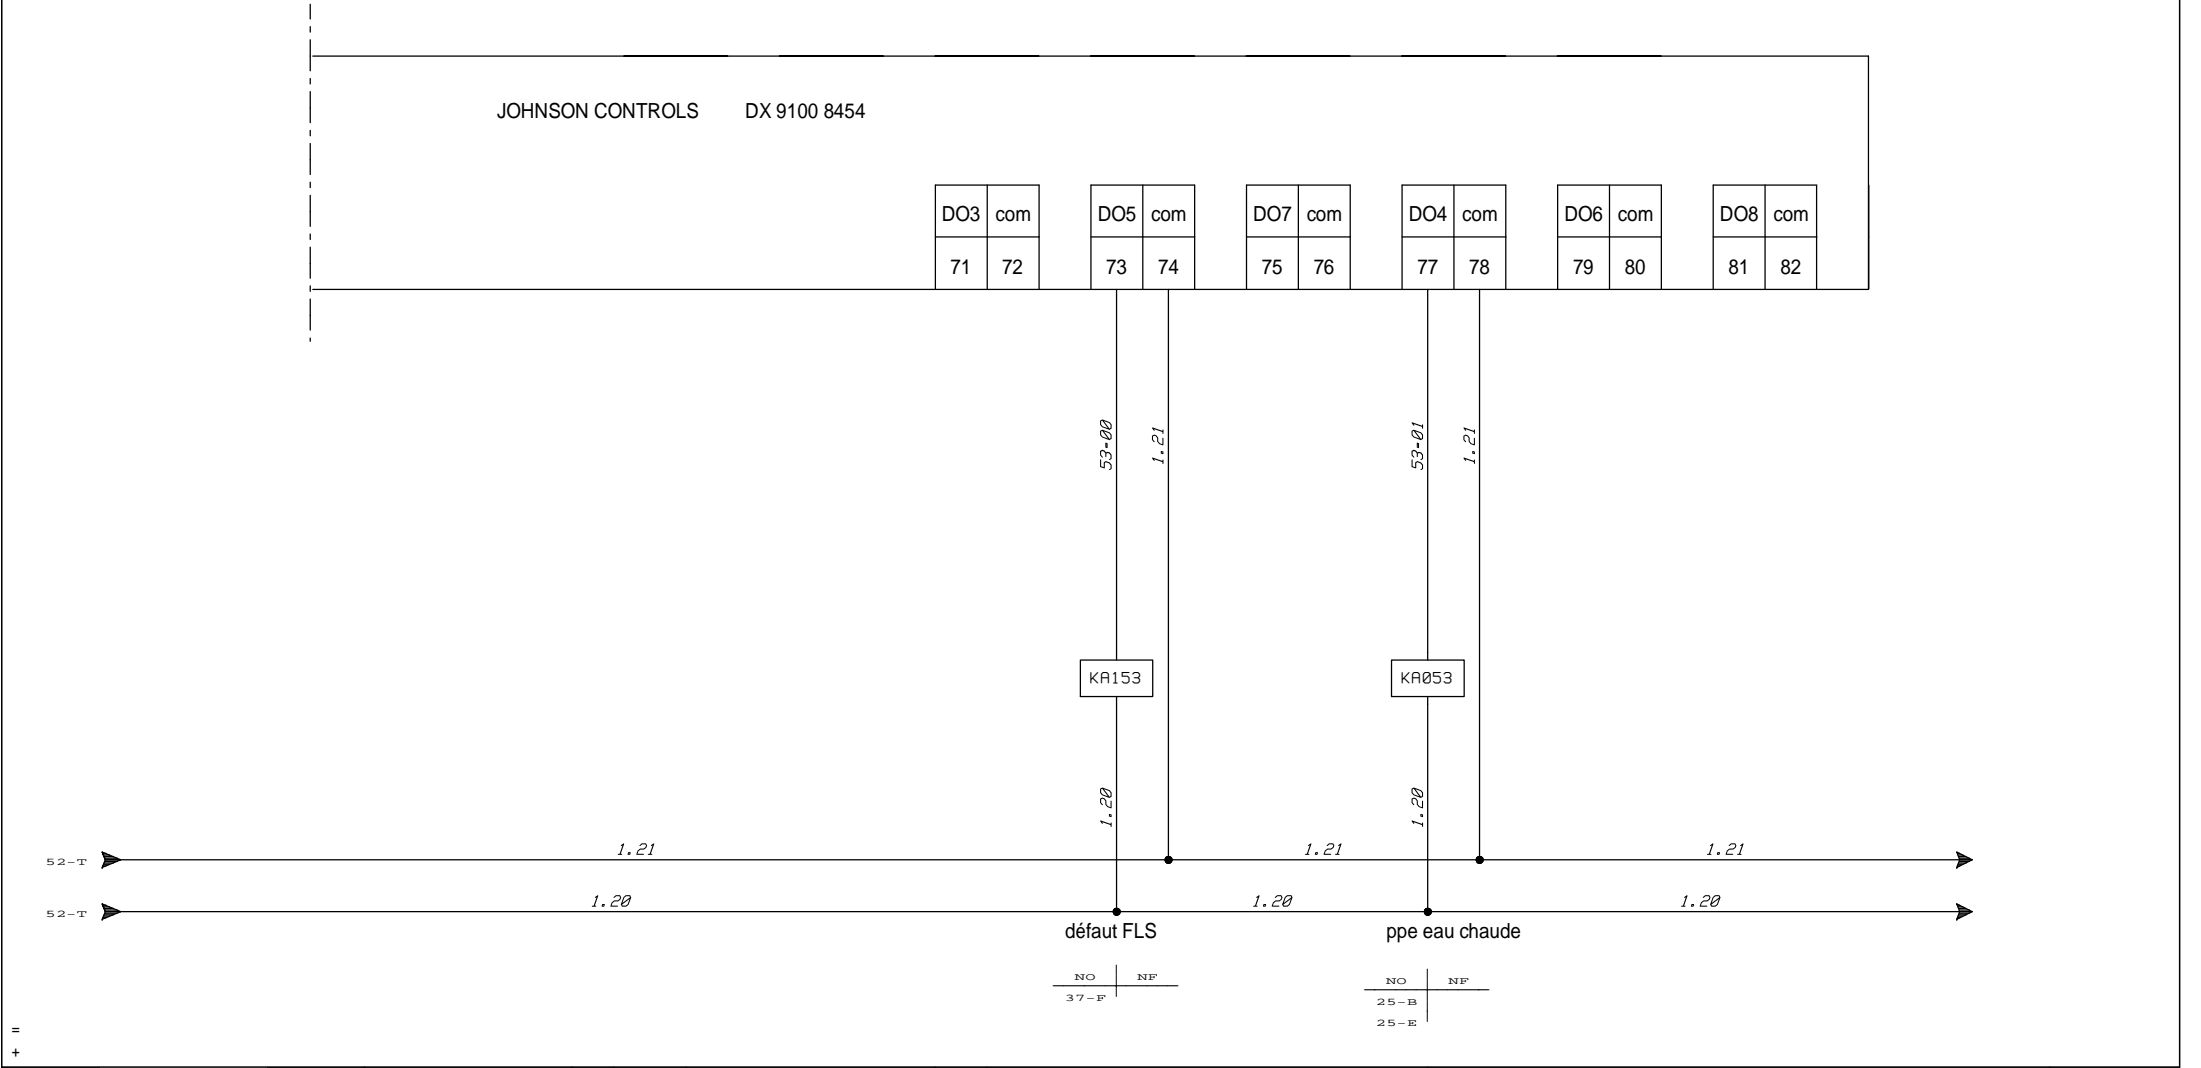 JOHNSON CONTROLS DX 9100 8454
DO3 com DO5 com DO7 com DO4 com DO6 com DO8 com
71 72 73 74 75 76 77 78 79 80 81 82
53-00 1.21 53-01 1.21
KA153 KA053
1.20 1.20
52-T 1.21 1.21 1.21
52-T 1.20 1.20 1.20
défaut FLS ppe eau chaude
NO NF NO NF
37-F 25-B
25-E
=
+